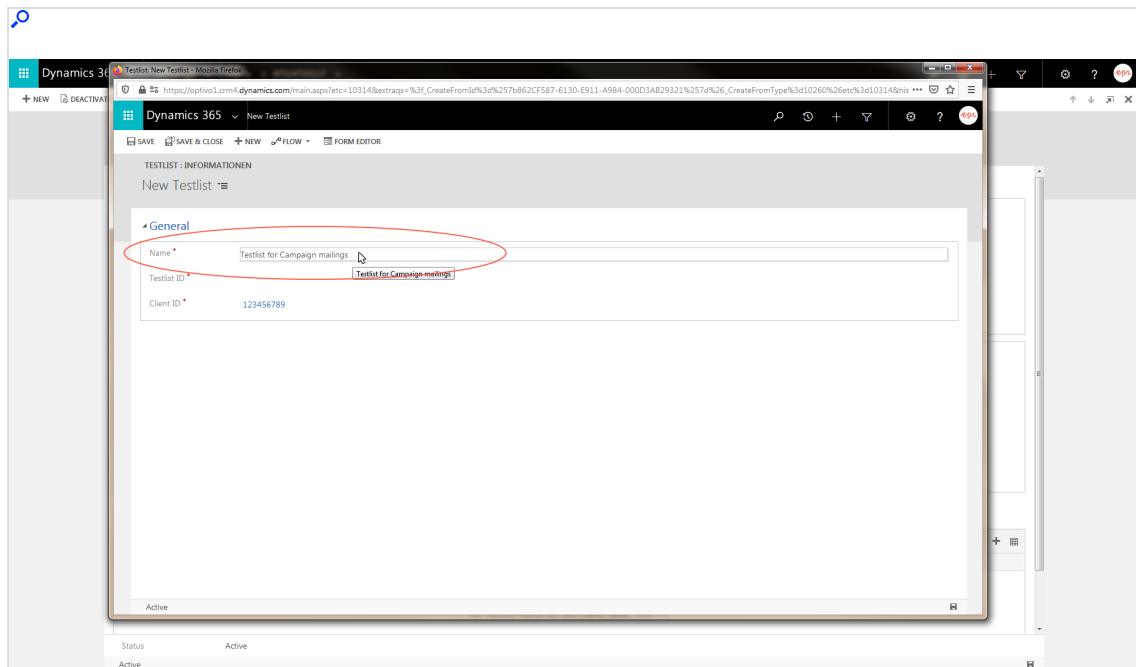 Dynamics 36
+ NEW DEACTIVAT
Testlist: New Testlist - Mozilla Firefox
https://optivo1.crm4.dynamics.com/main.aspx?etc=10314&extraqs=%3f_CreateFromId%3d%257b862CF587-6130-E911-A984-000D3AB29321%257d%26_CreateFromType%3d10260%26etc%3d10314&his
Dynamics 365 New Testlist
epi
epi
SAVE SAVE & CLOSE + NEW FLOW FORM EDITOR
TESTLIST : INFORMATIONEN
New Testlist
General
Name * Testlist for Campaign mailings
Testlist for Campaign mailings
Testlist ID *
Client ID * 123456789
Active
Status Active
Active